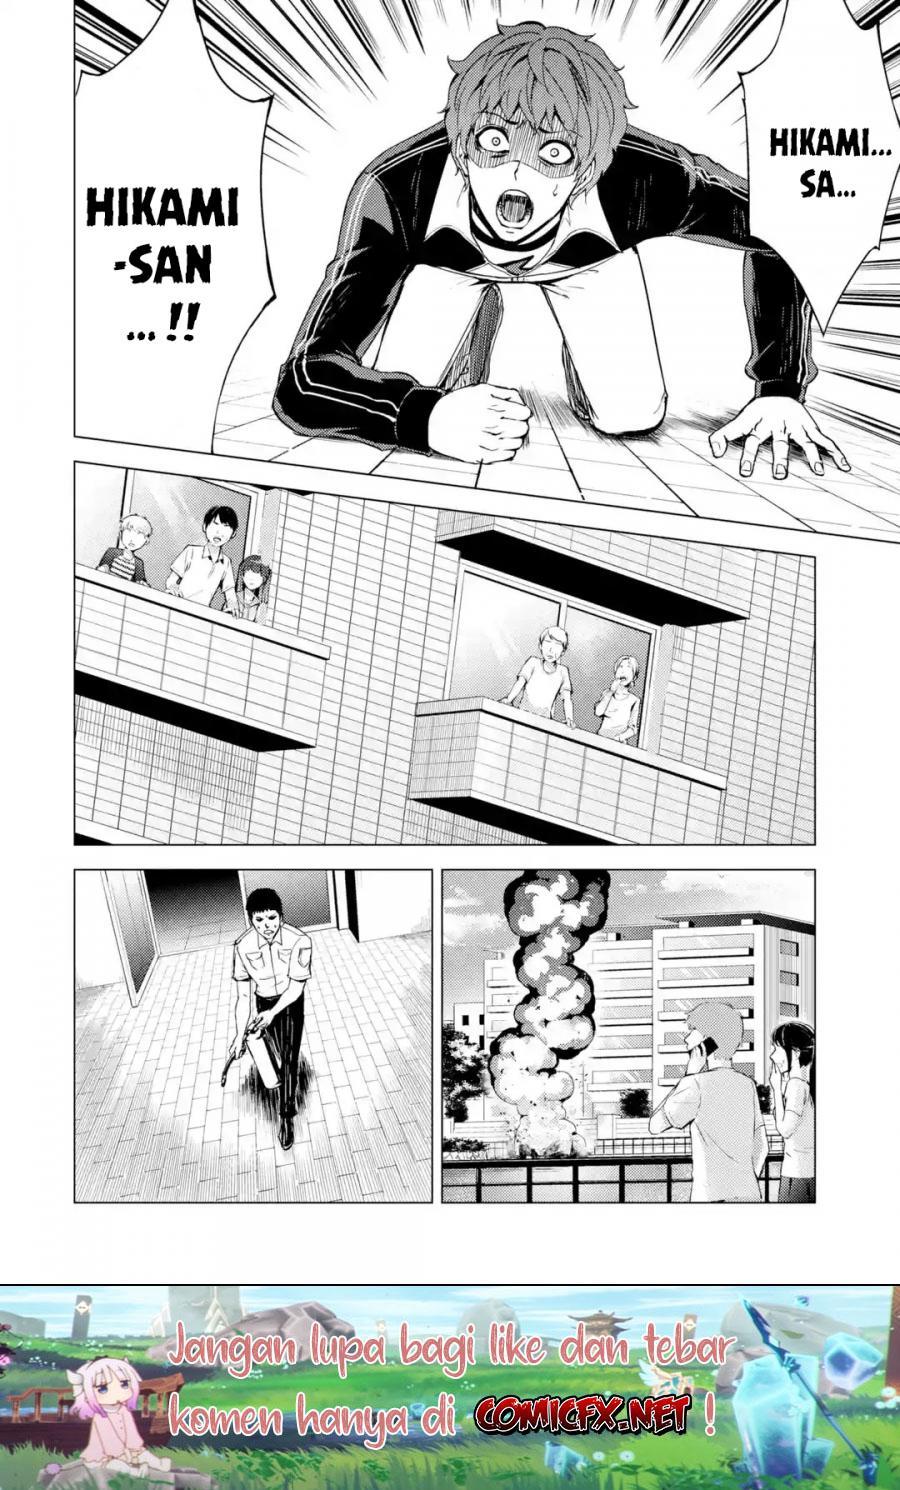 HIKAMI...
SA...
HIKAMI
-SAN
... !!
Jangan lupa bagi like dan tebar
komen hanya di COMICFX.NET !